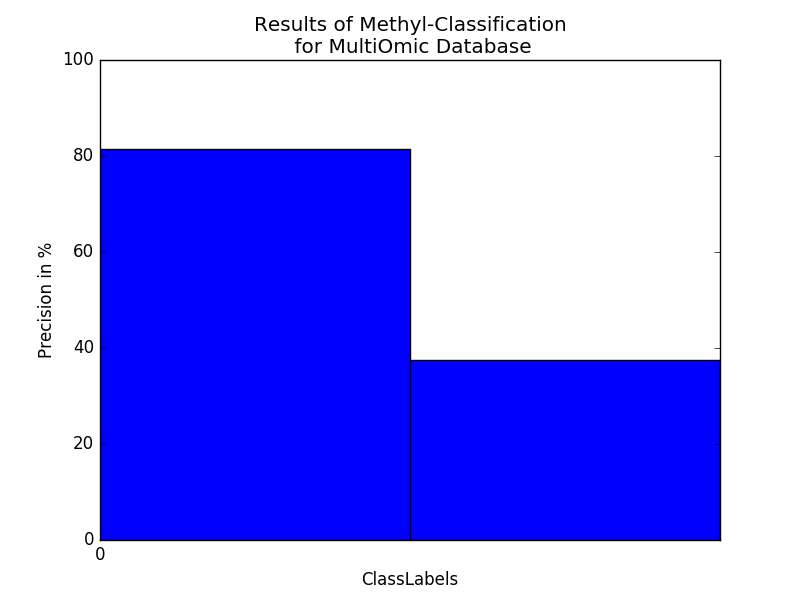 Results of Methyl-Classification
for MultiOmic Database
100
80
60
40
20
0
0
Precision in %
ClassLabels